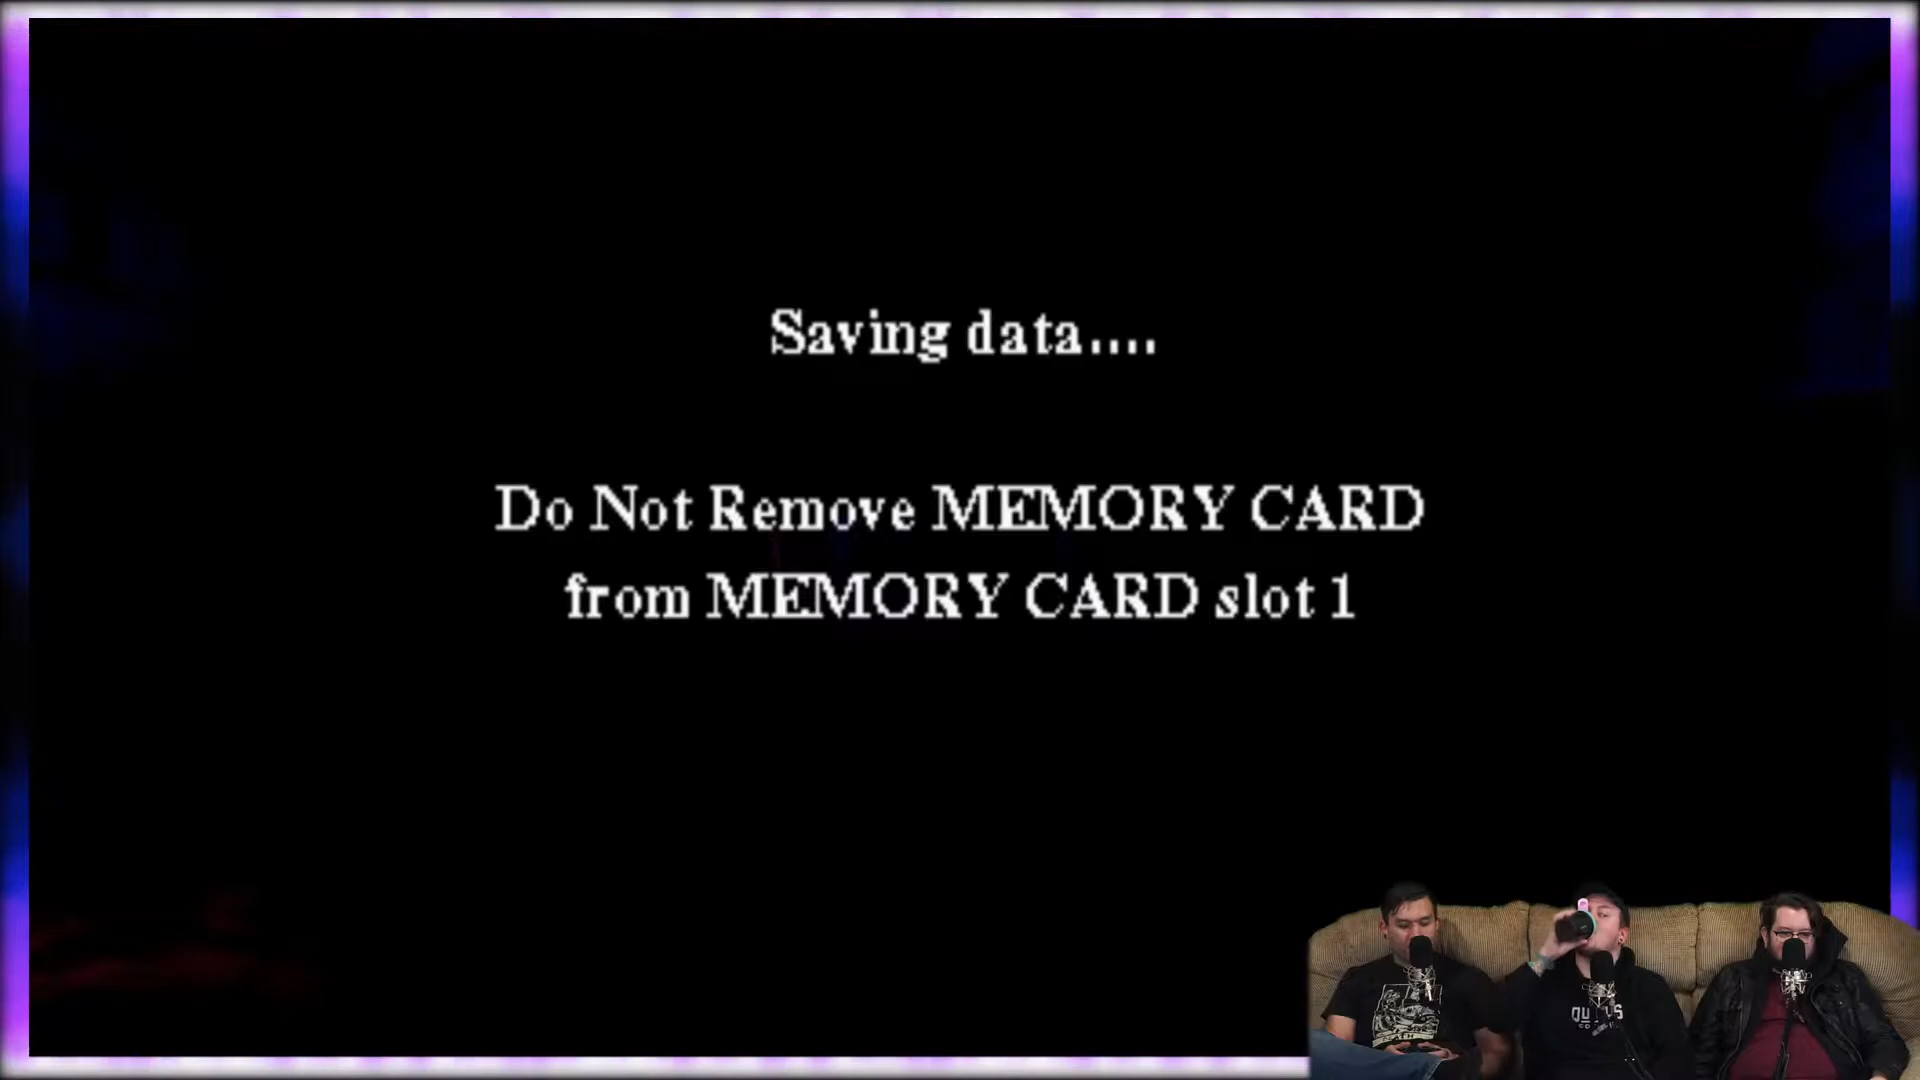 Saving data....
Do Not Remove MEMORY CARD
from MEMORY CARD slot 1